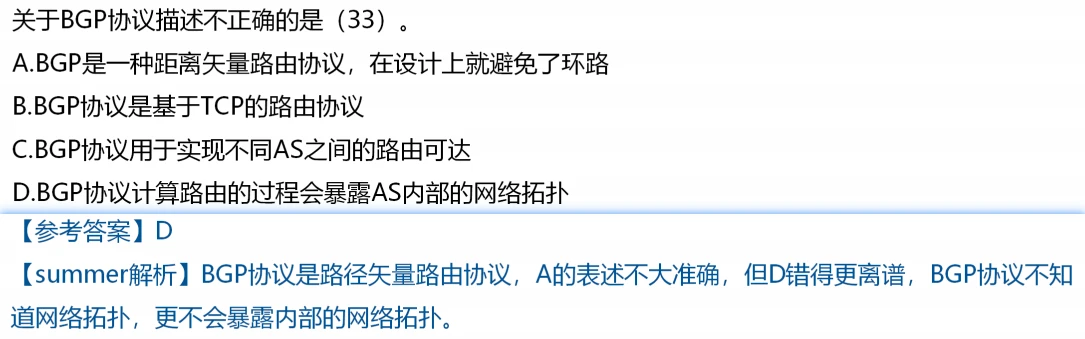 关于BGP协议描述不正确的是（33）。
A.BGP是一种距离矢量路由协议，在设计上就避免了环路
B.BGP协议是基于TCP的路由协议
C.BGP协议用于实现不同AS之间的路由可达
D.BGP协议计算路由的过程会暴露AS内部的网络拓扑
【参考答案】D
【summer解析】BGP协议是路径矢量路由协议，A的表述不大准确，但D错得更离谱，BGP协议不知
道网络拓扑，更不会暴露内部的网络拓扑。